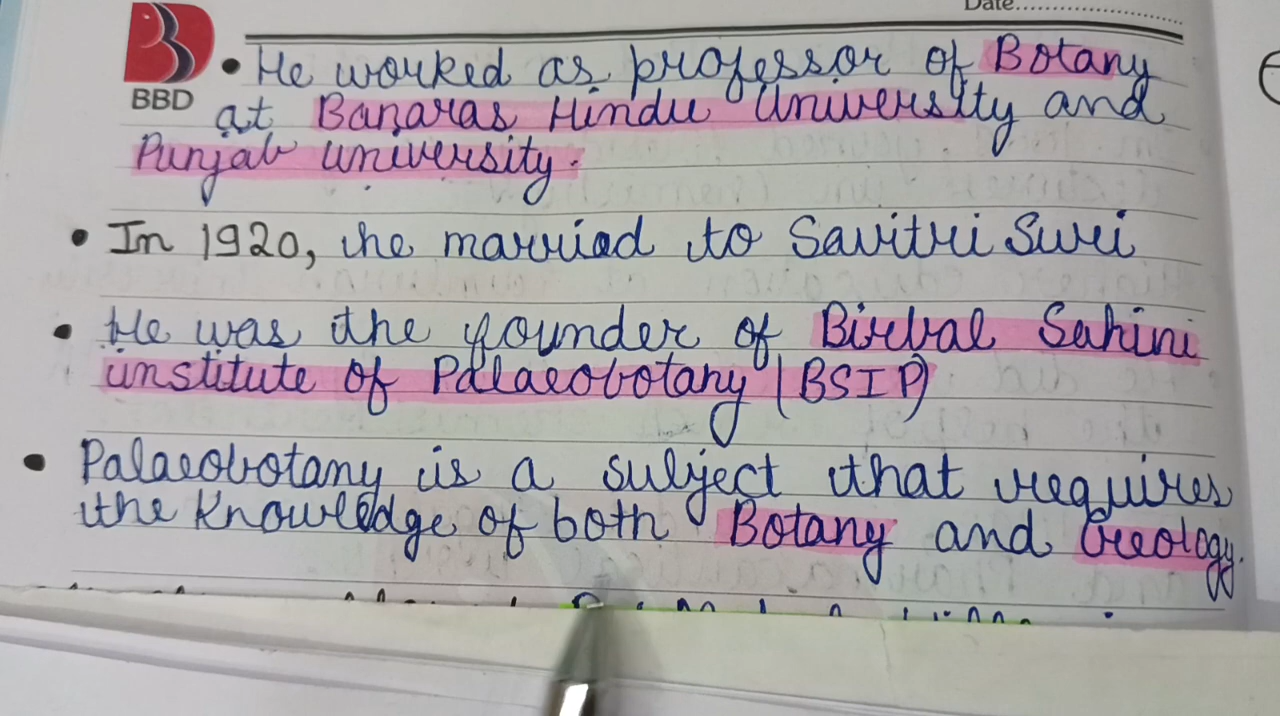 Date
BBD
• He worked as professor of Botany
at Banaras Hindu University and
Punjab university.
• In 1920, he married to Savitri Suri
• He was the founder of Birbal Sahini
institute of Palaeobotany (BSIP)
• Palaeobotany is a subject that requires
the knowledge of both Botany and Geology.